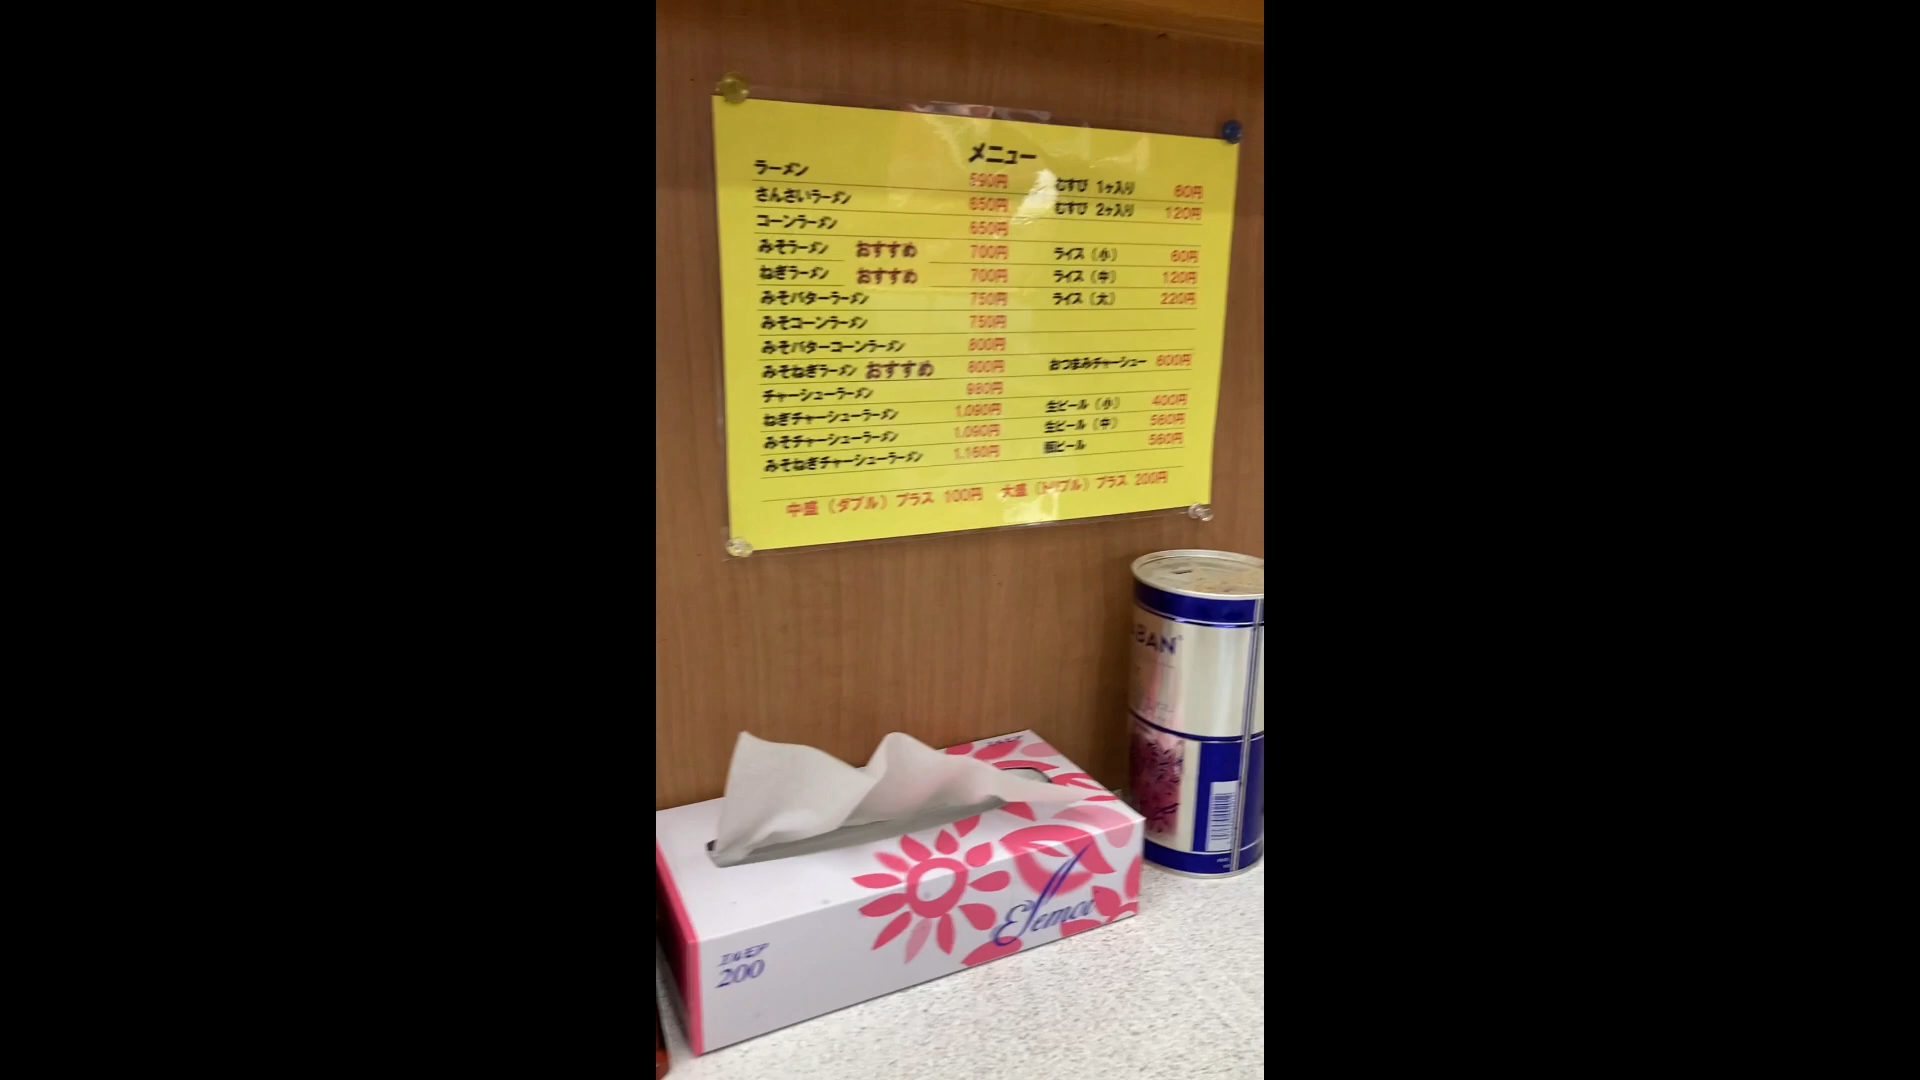 メニュー
ラーメン 590円
さんさいラーメン 650円
コーンラーメン 650円
みそラーメン おすすめ 700円
ねぎラーメン おすすめ 700円
みそバターラーメン 750円
みそコーンラーメン 750円
みそバターコーンラーメン 800円
みそねぎラーメン おすすめ 800円
チャーシューラーメン 980円
ねぎチャーシューラーメン 1,090円
みそチャーシューラーメン 1,090円
みそねぎチャーシューラーメン 1,160円
むすび 1ヶ入り 60円
むすび 2ヶ入り 120円
ライス（小） 60円
ライス（中） 120円
ライス（大） 220円
おつまみチャーシュー 600円
生ビール（小） 400円
生ビール（中） 560円
瓶ビール 560円
中盛（ダブル）プラス 100円 大盛（トリプル）プラス 200円
エルモア
200